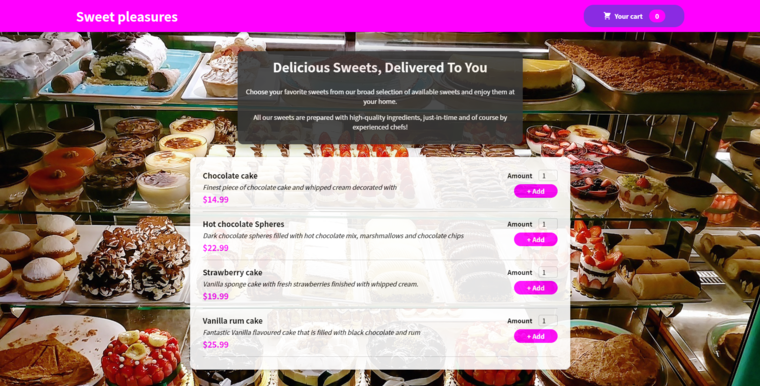 Sweet pleasures
Your cart 0
Delicious Sweets, Delivered To You
Choose your favorite sweets from our broad selection of available sweets and enjoy them at
your home.
All our sweets are prepared with high-quality ingredients, just-in-time and of course by
experienced chefs!
Chocolate cake
Amount 1
Finest piece of chocolate cake and whipped cream decorated with
+ Add
$14.99
Hot chocolate Spheres
Amount 1
Dark chocolate spheres filled with hot chocolate mix, marshmallows and chocolate chips
+ Add
$22.99
Strawberry cake
Amount 1
Vanilla sponge cake with fresh strawberries finished with whipped cream.
+ Add
$19.99
Vanilla rum cake
Amount 1
Fantastic Vanilla flavoured cake that is filled with black chocolate and rum
+ Add
$25.99